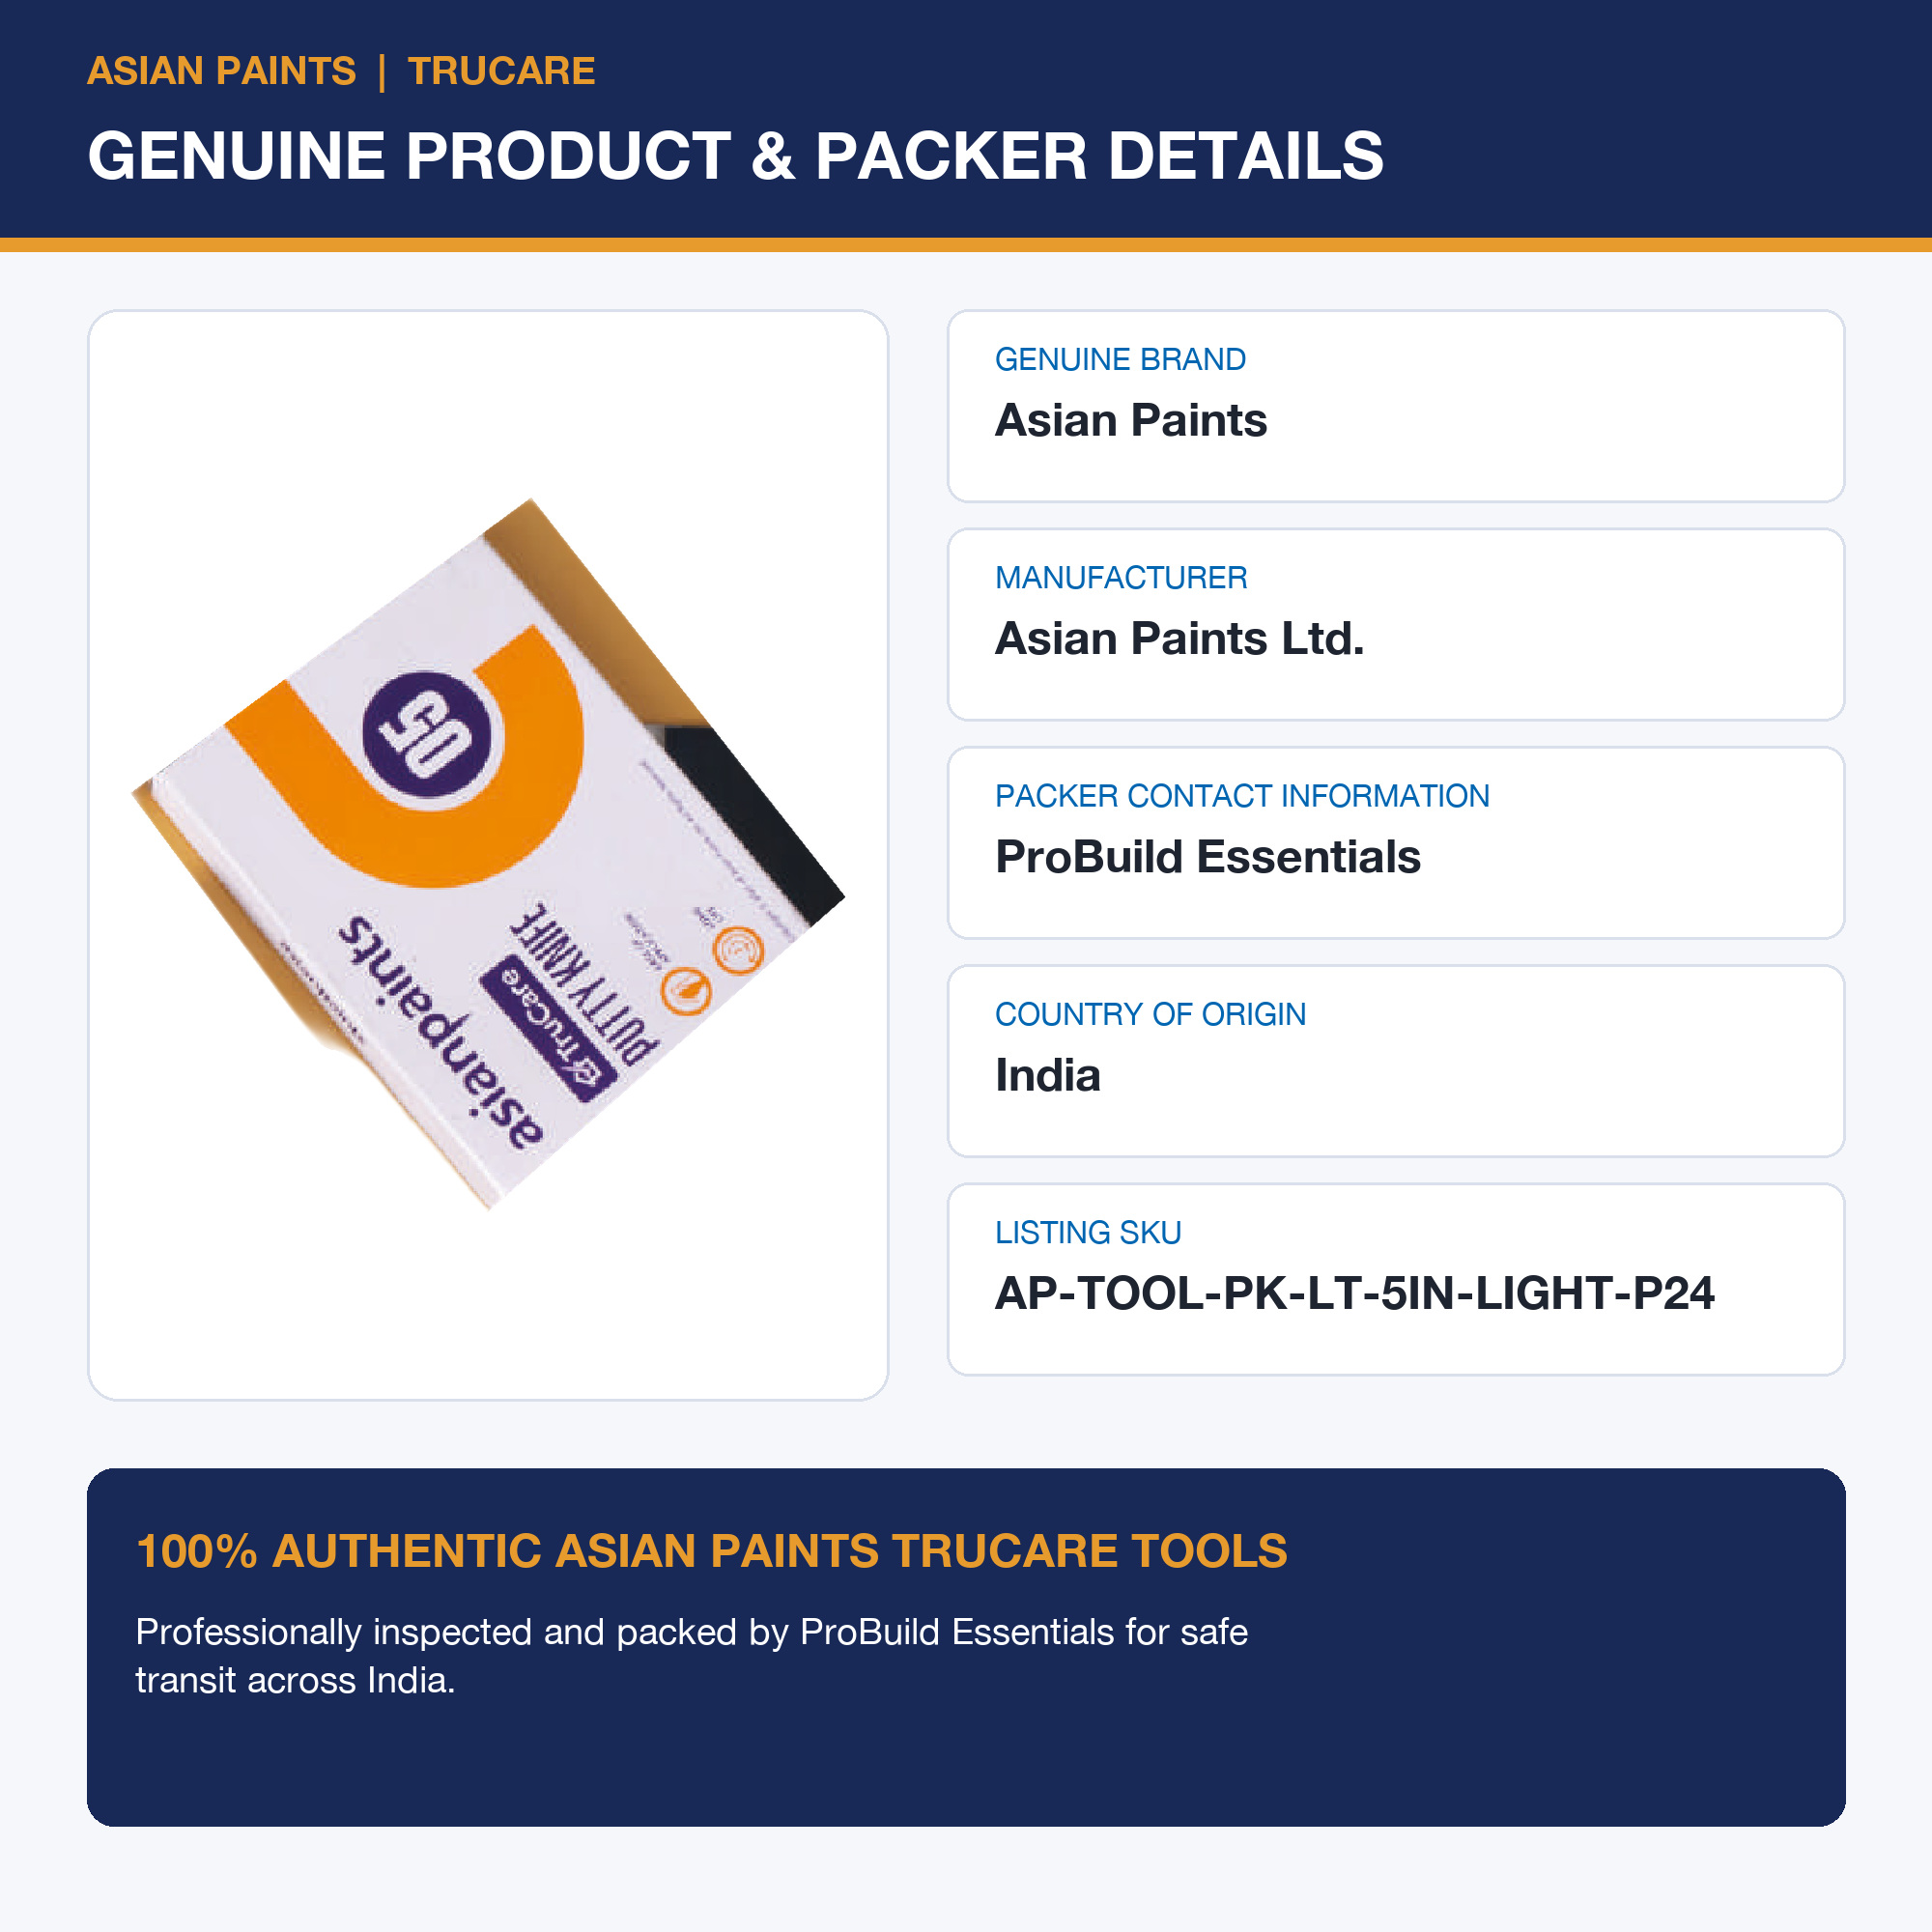 ASIAN PAINTS | TRUCARE
GENUINE PRODUCT & PACKER DETAILS
05
asianpaints
TruCare
PUTTY KNIFE
GENUINE BRAND
Asian Paints
MANUFACTURER
Asian Paints Ltd.
PACKER CONTACT INFORMATION
ProBuild Essentials
COUNTRY OF ORIGIN
India
LISTING SKU
AP-TOOL-PK-LT-5IN-LIGHT-P24
100% AUTHENTIC ASIAN PAINTS TRUCARE TOOLS
Professionally inspected and packed by ProBuild Essentials for safe
transit across India.